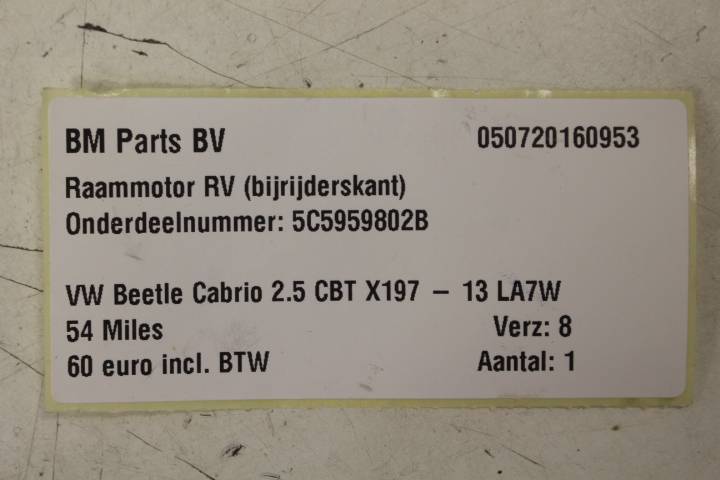 BM Parts BV 050720160953
Raammotor RV (bijrijderskant)
Onderdeelnummer: 5C5959802B
VW Beetle Cabrio 2.5 CBT X197 – 13 LA7W
54 Miles Verz: 8
60 euro incl. BTW Aantal: 1